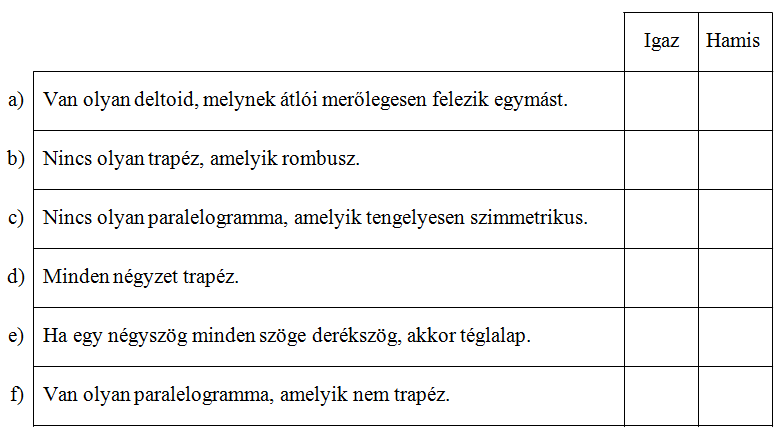 Igaz Hamis
a) Van olyan deltoid, melynek átlói merőlegesen felezik egymást.
b) Nincs olyan trapéz, amelyik rombusz.
c) Nincs olyan paralelogramma, amelyik tengelyesen szimmetrikus.
d) Minden négyzet trapéz.
e) Ha egy négyszög minden szöge derékszög, akkor téglalap.
f) Van olyan paralelogramma, amelyik nem trapéz.